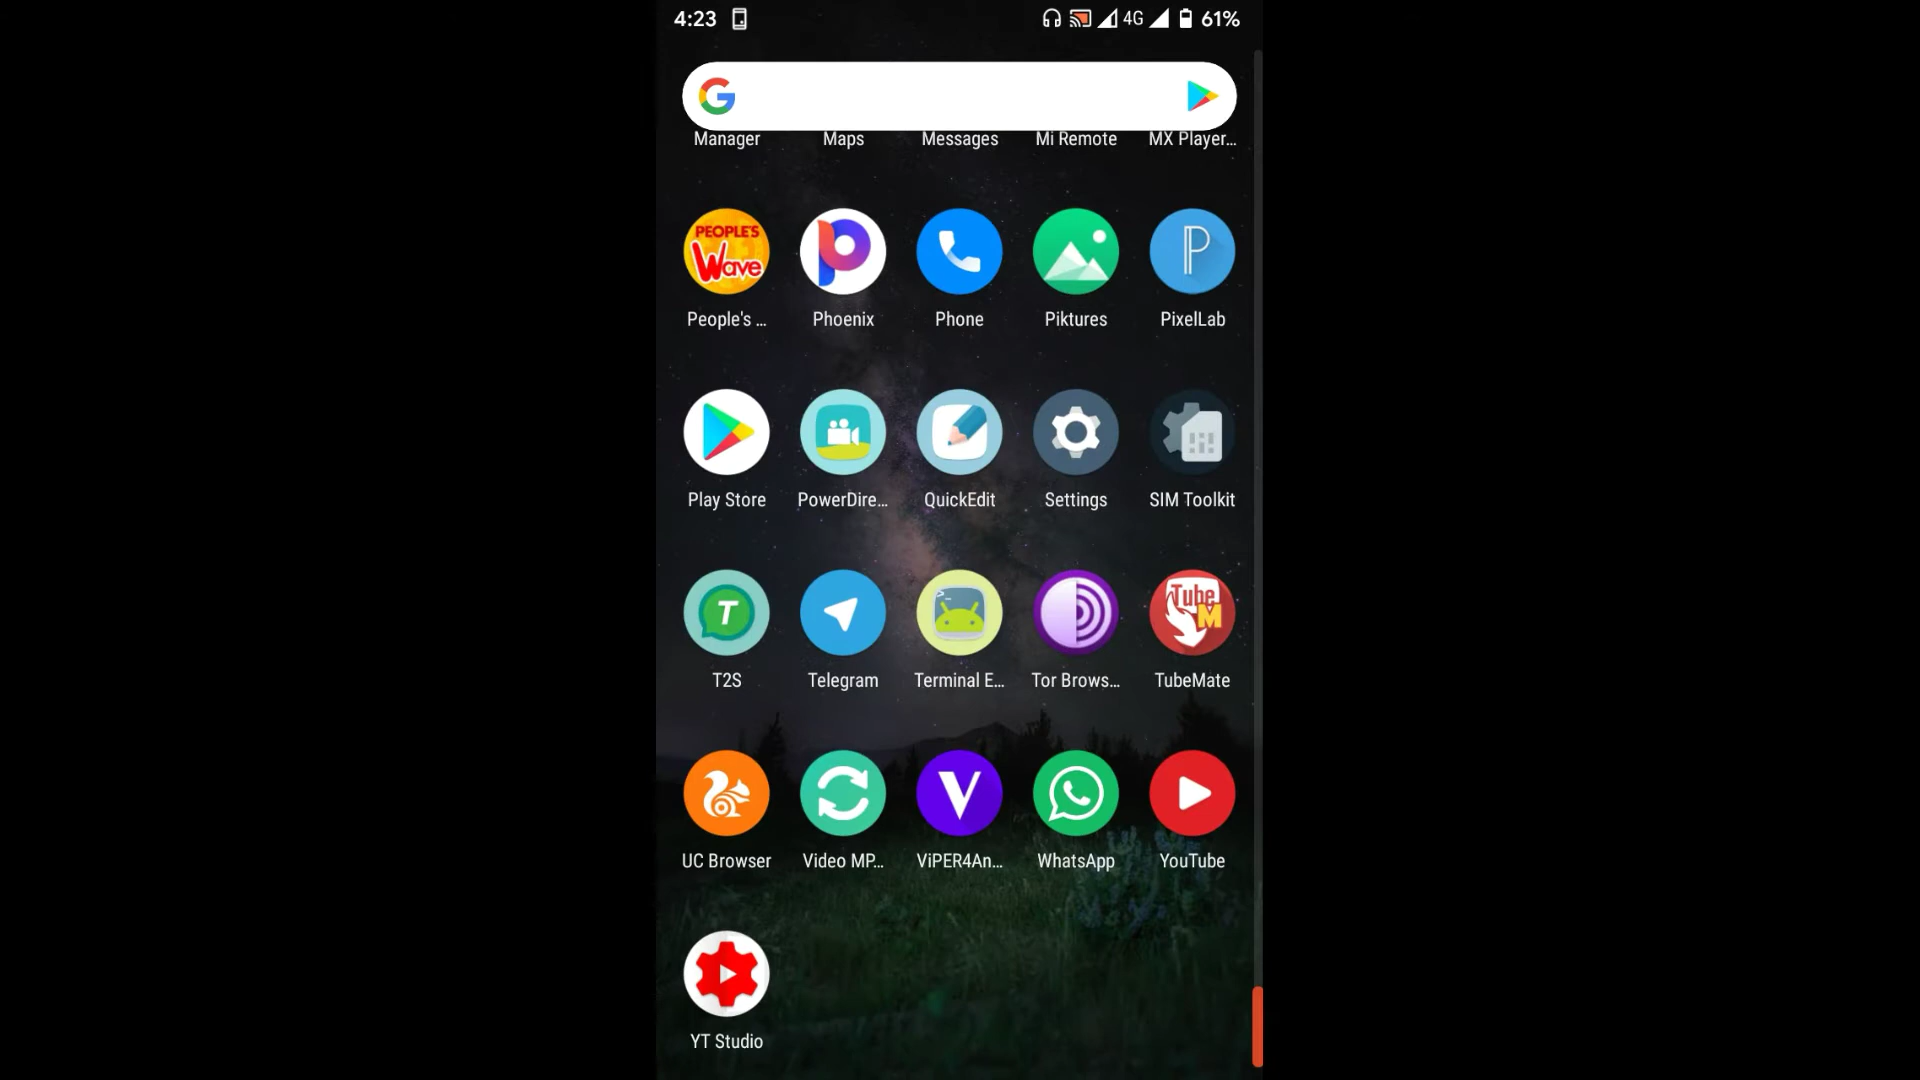 4:23 4G 61%
Manager Maps Messages Mi Remote MX Player...
PEOPLE'S
Wave
People's ... Phoenix Phone Piktures PixelLab
Play Store PowerDire... QuickEdit Settings SIM Toolkit
T Tube
M
T2S Telegram Terminal E... Tor Brows... TubeMate
V
UC Browser Video MP... ViPER4An... WhatsApp YouTube
YT Studio